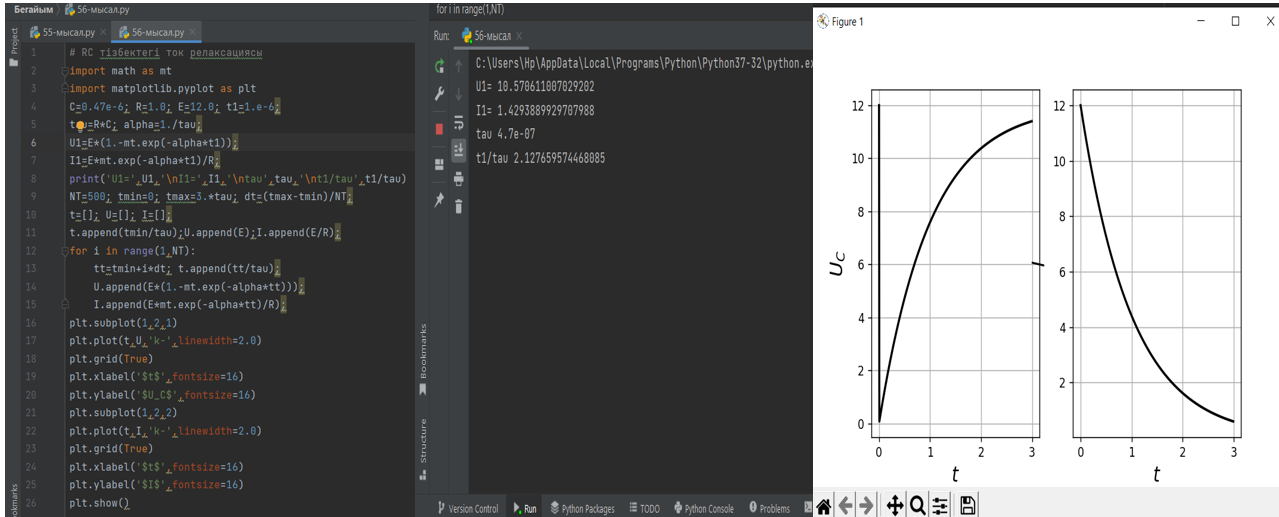 Бегайым 56-мысал.py
55-мысал.py 56-мысал.py
Project
1 # RC тізбектегі ток релаксациясы
2 import math as mt
3 import matplotlib.pyplot as plt
4 C=0.47e-6; R=1.0; E=12.0; t1=1.e-6;
5 tau=R*C; alpha=1./tau;
6 U1=E*(1.-mt.exp(-alpha*t1));
7 I1=E*mt.exp(-alpha*t1)/R;
8 print('U1=',U1,'\nI1=',I1,'\ntau',tau,'\nt1/tau',t1/tau)
9 NT=500; tmin=0; tmax=3.*tau; dt=(tmax-tmin)/NT;
10 t=[]; U=[]; I=[];
11 t.append(tmin/tau);U.append(E);I.append(E/R);
12 for i in range(1,NT):
13 tt=tmin+i*dt; t.append(tt/tau);
14 U.append(E*(1.-mt.exp(-alpha*tt)));
15 I.append(E*mt.exp(-alpha*tt)/R);
16 plt.subplot(1,2,1)
17 plt.plot(t,U,'k-',linewidth=2.0)
18 plt.grid(True)
19 plt.xlabel('$t$',fontsize=16)
20 plt.ylabel('$U_C$',fontsize=16)
21 plt.subplot(1,2,2)
22 plt.plot(t,I,'k-',linewidth=2.0)
23 plt.grid(True)
24 plt.xlabel('$t$',fontsize=16)
25 plt.ylabel('$I$',fontsize=16)
26 plt.show()
for i in range(1,NT)
Run: 56-мысал
C:\Users\Hp\AppData\Local\Programs\Python\Python37-32\python.ex
U1= 10.570611007029202
I1= 1.4293889929707988
tau 4.7e-07
t1/tau 2.127659574468085
Bookmarks
Structure
Version Control Run Python Packages TODO Python Console Problems
Figure 1
12
10
8
6
4
2
0
U_C
0 1 2 3
t
12
10
8
6
4
2
I
0 1 2 3
t